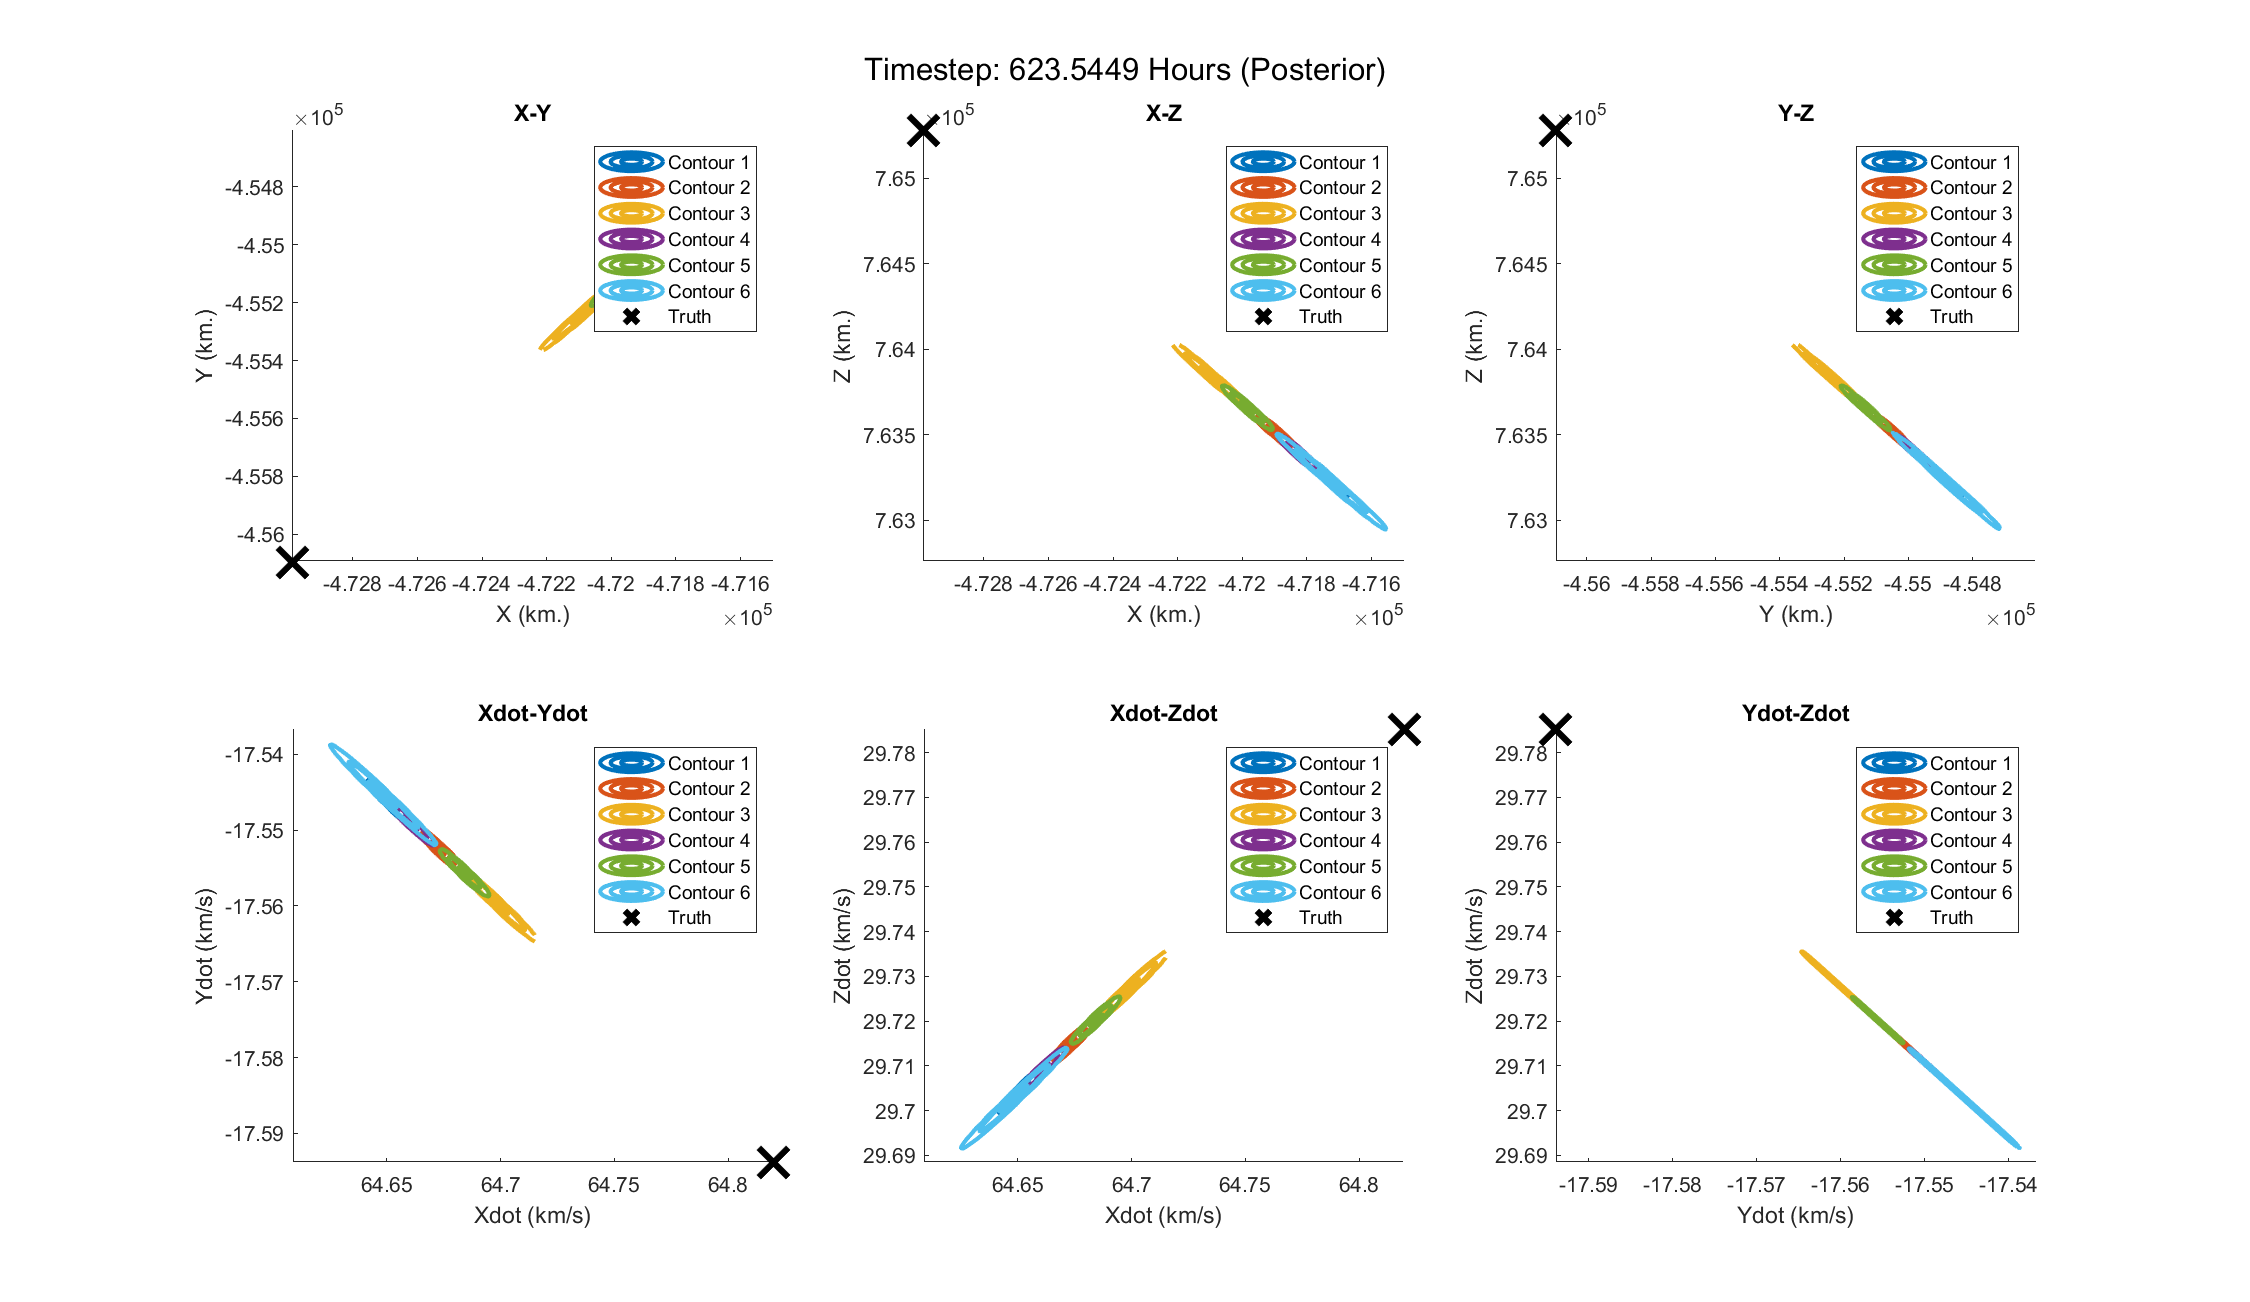 Timestep: 623.5449 Hours (Posterior)
X-Y
×10^5
-4.548
-4.55
-4.552
-4.554
-4.556
-4.558
-4.56
Y (km.)
-4.728 -4.726 -4.724 -4.722 -4.72 -4.718 -4.716
X (km.)
×10^5
Contour 1
Contour 2
Contour 3
Contour 4
Contour 5
Contour 6
Truth
X-Z
×10^5
7.65
7.645
7.64
7.635
7.63
Z (km.)
-4.728 -4.726 -4.724 -4.722 -4.72 -4.718 -4.716
X (km.)
×10^5
Contour 1
Contour 2
Contour 3
Contour 4
Contour 5
Contour 6
Truth
Y-Z
×10^5
7.65
7.645
7.64
7.635
7.63
Z (km.)
-4.56 -4.558 -4.556 -4.554 -4.552 -4.55 -4.548
Y (km.)
×10^5
Contour 1
Contour 2
Contour 3
Contour 4
Contour 5
Contour 6
Truth
Xdot-Ydot
-17.54
-17.55
-17.56
-17.57
-17.58
-17.59
Ydot (km/s)
64.65 64.7 64.75 64.8
Xdot (km/s)
Contour 1
Contour 2
Contour 3
Contour 4
Contour 5
Contour 6
Truth
Xdot-Zdot
29.78
29.77
29.76
29.75
29.74
29.73
29.72
29.71
29.7
29.69
Zdot (km/s)
64.65 64.7 64.75 64.8
Xdot (km/s)
Contour 1
Contour 2
Contour 3
Contour 4
Contour 5
Contour 6
Truth
Ydot-Zdot
29.78
29.77
29.76
29.75
29.74
29.73
29.72
29.71
29.7
29.69
Zdot (km/s)
-17.59 -17.58 -17.57 -17.56 -17.55 -17.54
Ydot (km/s)
Contour 1
Contour 2
Contour 3
Contour 4
Contour 5
Contour 6
Truth